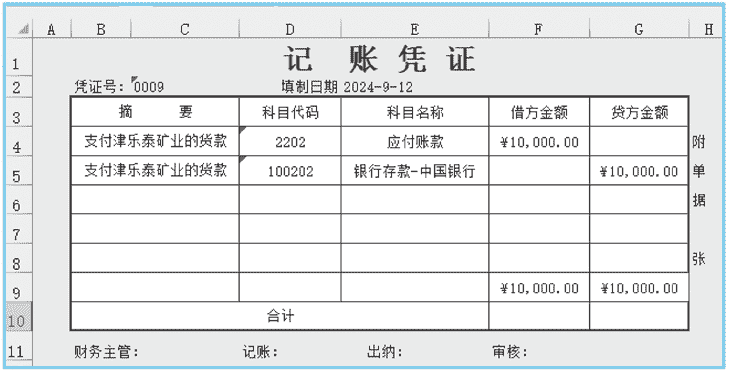 A B C D E F G H
1 记 账 凭 证
2 凭证号: 0009 填制日期 2024-9-12
3 摘 要 科目代码 科目名称 借方金额 贷方金额
4 支付津乐泰矿业的货款 2202 应付账款 ¥10,000.00 附
5 支付津乐泰矿业的货款 100202 银行存款-中国银行 ¥10,000.00 单
6 据
7
8 张
9 ¥10,000.00 ¥10,000.00
10 合计
11 财务主管: 记账: 出纳: 审核: